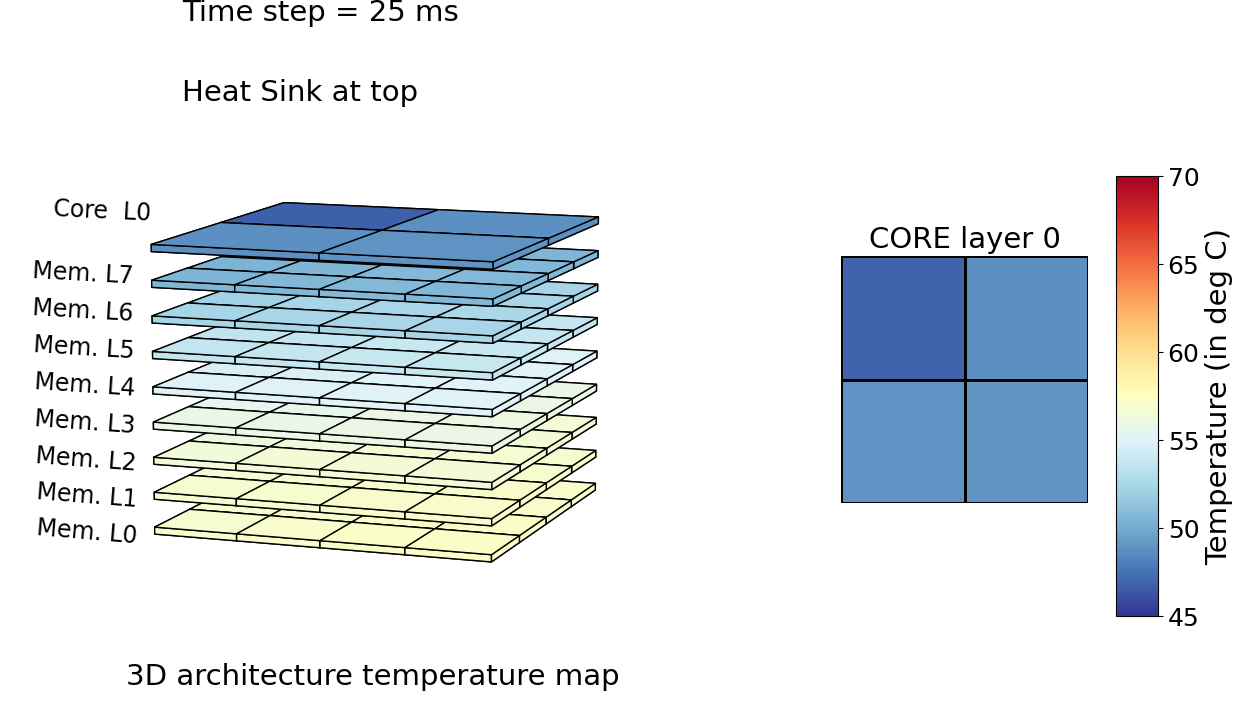 Time step = 25 ms
Heat Sink at top
Core L0
Mem. L7
Mem. L6
Mem. L5
Mem. L4
Mem. L3
Mem. L2
Mem. L1
Mem. L0
3D architecture temperature map
CORE layer 0
70
65
60
55
50
45
Temperature (in deg C)